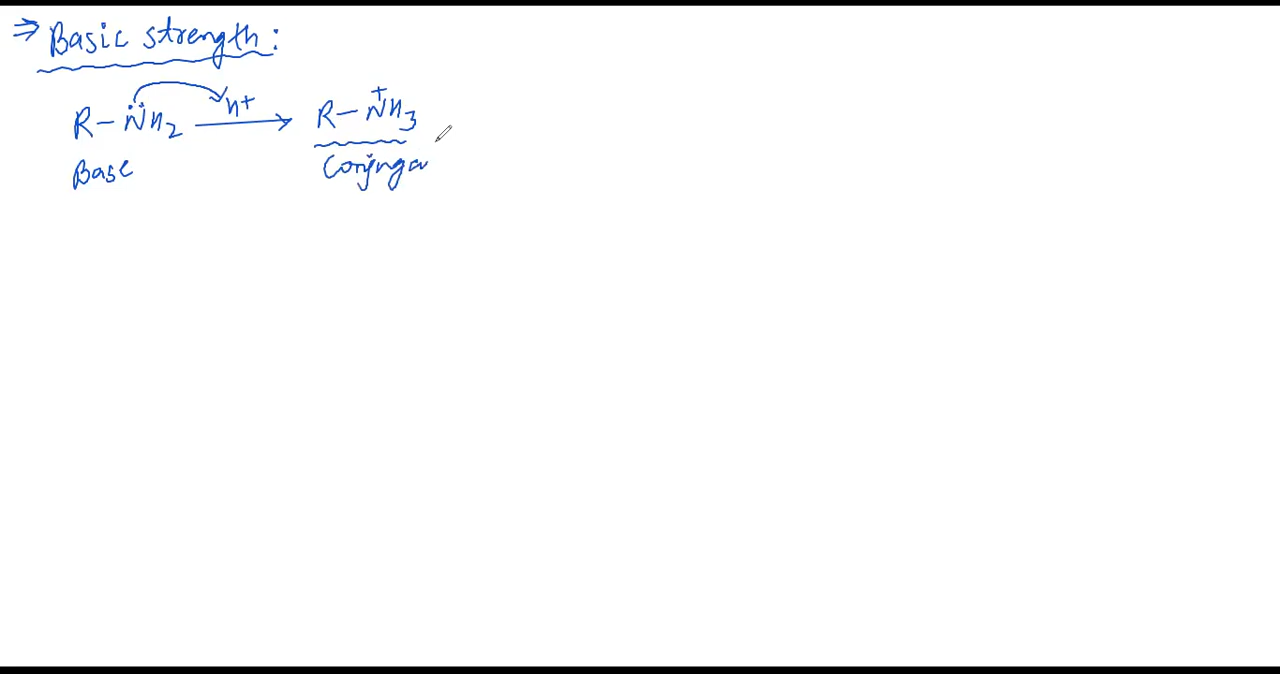 ⇒ Basic strength:
R – N̈H₂ —H⁺→ R – N⁺H₃
Base Conjuga